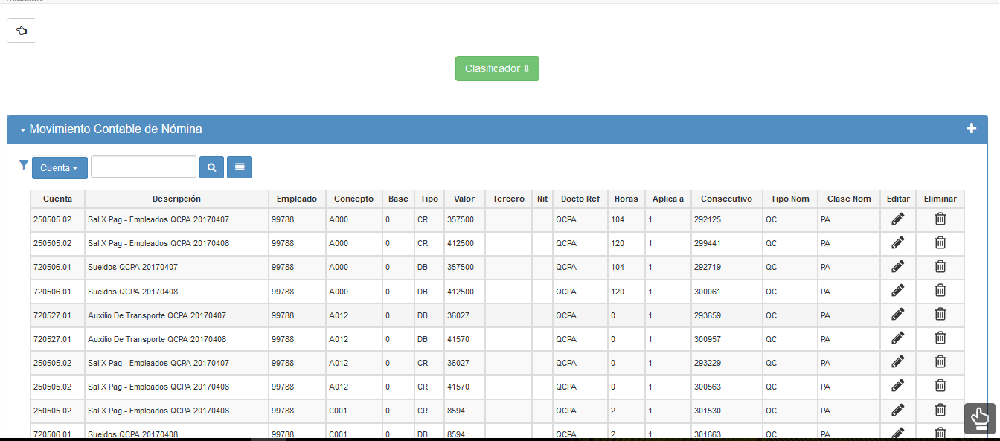 Clasificador ⇓
Movimiento Contable de Nómina
Cuenta
Cuenta Descripción Empleado Concepto Base Tipo Valor Tercero Nit Docto Ref Horas Aplica a Consecutivo Tipo Nom Clase Nom Editar Eliminar
250505.02 Sal X Pag - Empleados QCPA 20170407 99788 A000 0 CR 357500 QCPA 104 1 292125 QC PA
250505.02 Sal X Pag - Empleados QCPA 20170408 99788 A000 0 CR 412500 QCPA 120 1 299441 QC PA
720506.01 Sueldos QCPA 20170407 99788 A000 0 DB 357500 QCPA 104 1 292719 QC PA
720506.01 Sueldos QCPA 20170408 99788 A000 0 DB 412500 QCPA 120 1 300061 QC PA
720527.01 Auxilio De Transporte QCPA 20170407 99788 A012 0 DB 36027 QCPA 0 1 293659 QC PA
720527.01 Auxilio De Transporte QCPA 20170408 99788 A012 0 DB 41570 QCPA 0 1 300957 QC PA
250505.02 Sal X Pag - Empleados QCPA 20170407 99788 A012 0 CR 36027 QCPA 0 1 293229 QC PA
250505.02 Sal X Pag - Empleados QCPA 20170408 99788 A012 0 CR 41570 QCPA 0 1 300563 QC PA
250505.02 Sal X Pag - Empleados QCPA 20170408 99788 C001 0 CR 8594 QCPA 2 1 301530 QC PA
720506.01 Sueldos QCPA 20170408 99788 C001 0 DB 8594 QCPA 2 1 301663 QC PA